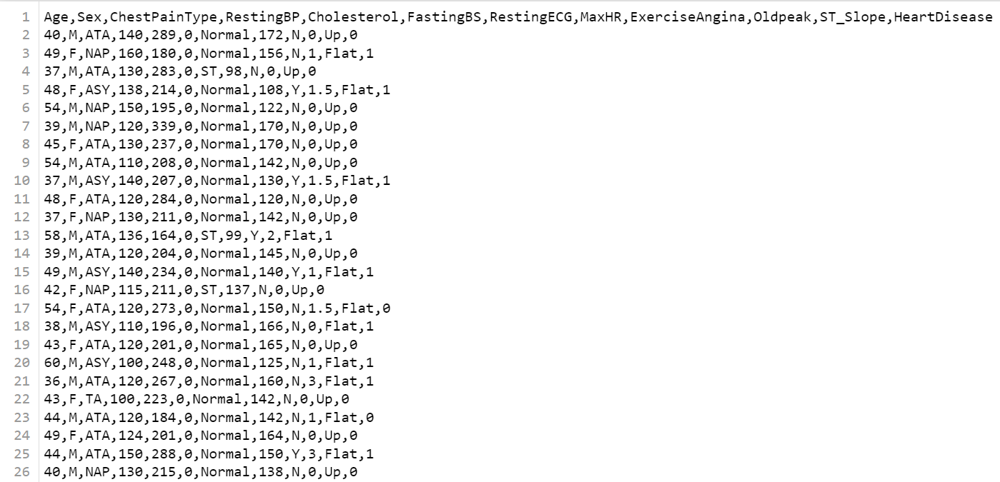 1 Age,Sex,ChestPainType,RestingBP,Cholesterol,FastingBS,RestingECG,MaxHR,ExerciseAngina,Oldpeak,ST_Slope,HeartDisease
2 40,M,ATA,140,289,0,Normal,172,N,0,Up,0
3 49,F,NAP,160,180,0,Normal,156,N,1,Flat,1
4 37,M,ATA,130,283,0,ST,98,N,0,Up,0
5 48,F,ASY,138,214,0,Normal,108,Y,1.5,Flat,1
6 54,M,NAP,150,195,0,Normal,122,N,0,Up,0
7 39,M,NAP,120,339,0,Normal,170,N,0,Up,0
8 45,F,ATA,130,237,0,Normal,170,N,0,Up,0
9 54,M,ATA,110,208,0,Normal,142,N,0,Up,0
10 37,M,ASY,140,207,0,Normal,130,Y,1.5,Flat,1
11 48,F,ATA,120,284,0,Normal,120,N,0,Up,0
12 37,F,NAP,130,211,0,Normal,142,N,0,Up,0
13 58,M,ATA,136,164,0,ST,99,Y,2,Flat,1
14 39,M,ATA,120,204,0,Normal,145,N,0,Up,0
15 49,M,ASY,140,234,0,Normal,140,Y,1,Flat,1
16 42,F,NAP,115,211,0,ST,137,N,0,Up,0
17 54,F,ATA,120,273,0,Normal,150,N,1.5,Flat,0
18 38,M,ASY,110,196,0,Normal,166,N,0,Flat,1
19 43,F,ATA,120,201,0,Normal,165,N,0,Up,0
20 60,M,ASY,100,248,0,Normal,125,N,1,Flat,1
21 36,M,ATA,120,267,0,Normal,160,N,3,Flat,1
22 43,F,TA,100,223,0,Normal,142,N,0,Up,0
23 44,M,ATA,120,184,0,Normal,142,N,1,Flat,0
24 49,F,ATA,124,201,0,Normal,164,N,0,Up,0
25 44,M,ATA,150,288,0,Normal,150,Y,3,Flat,1
26 40,M,NAP,130,215,0,Normal,138,N,0,Up,0